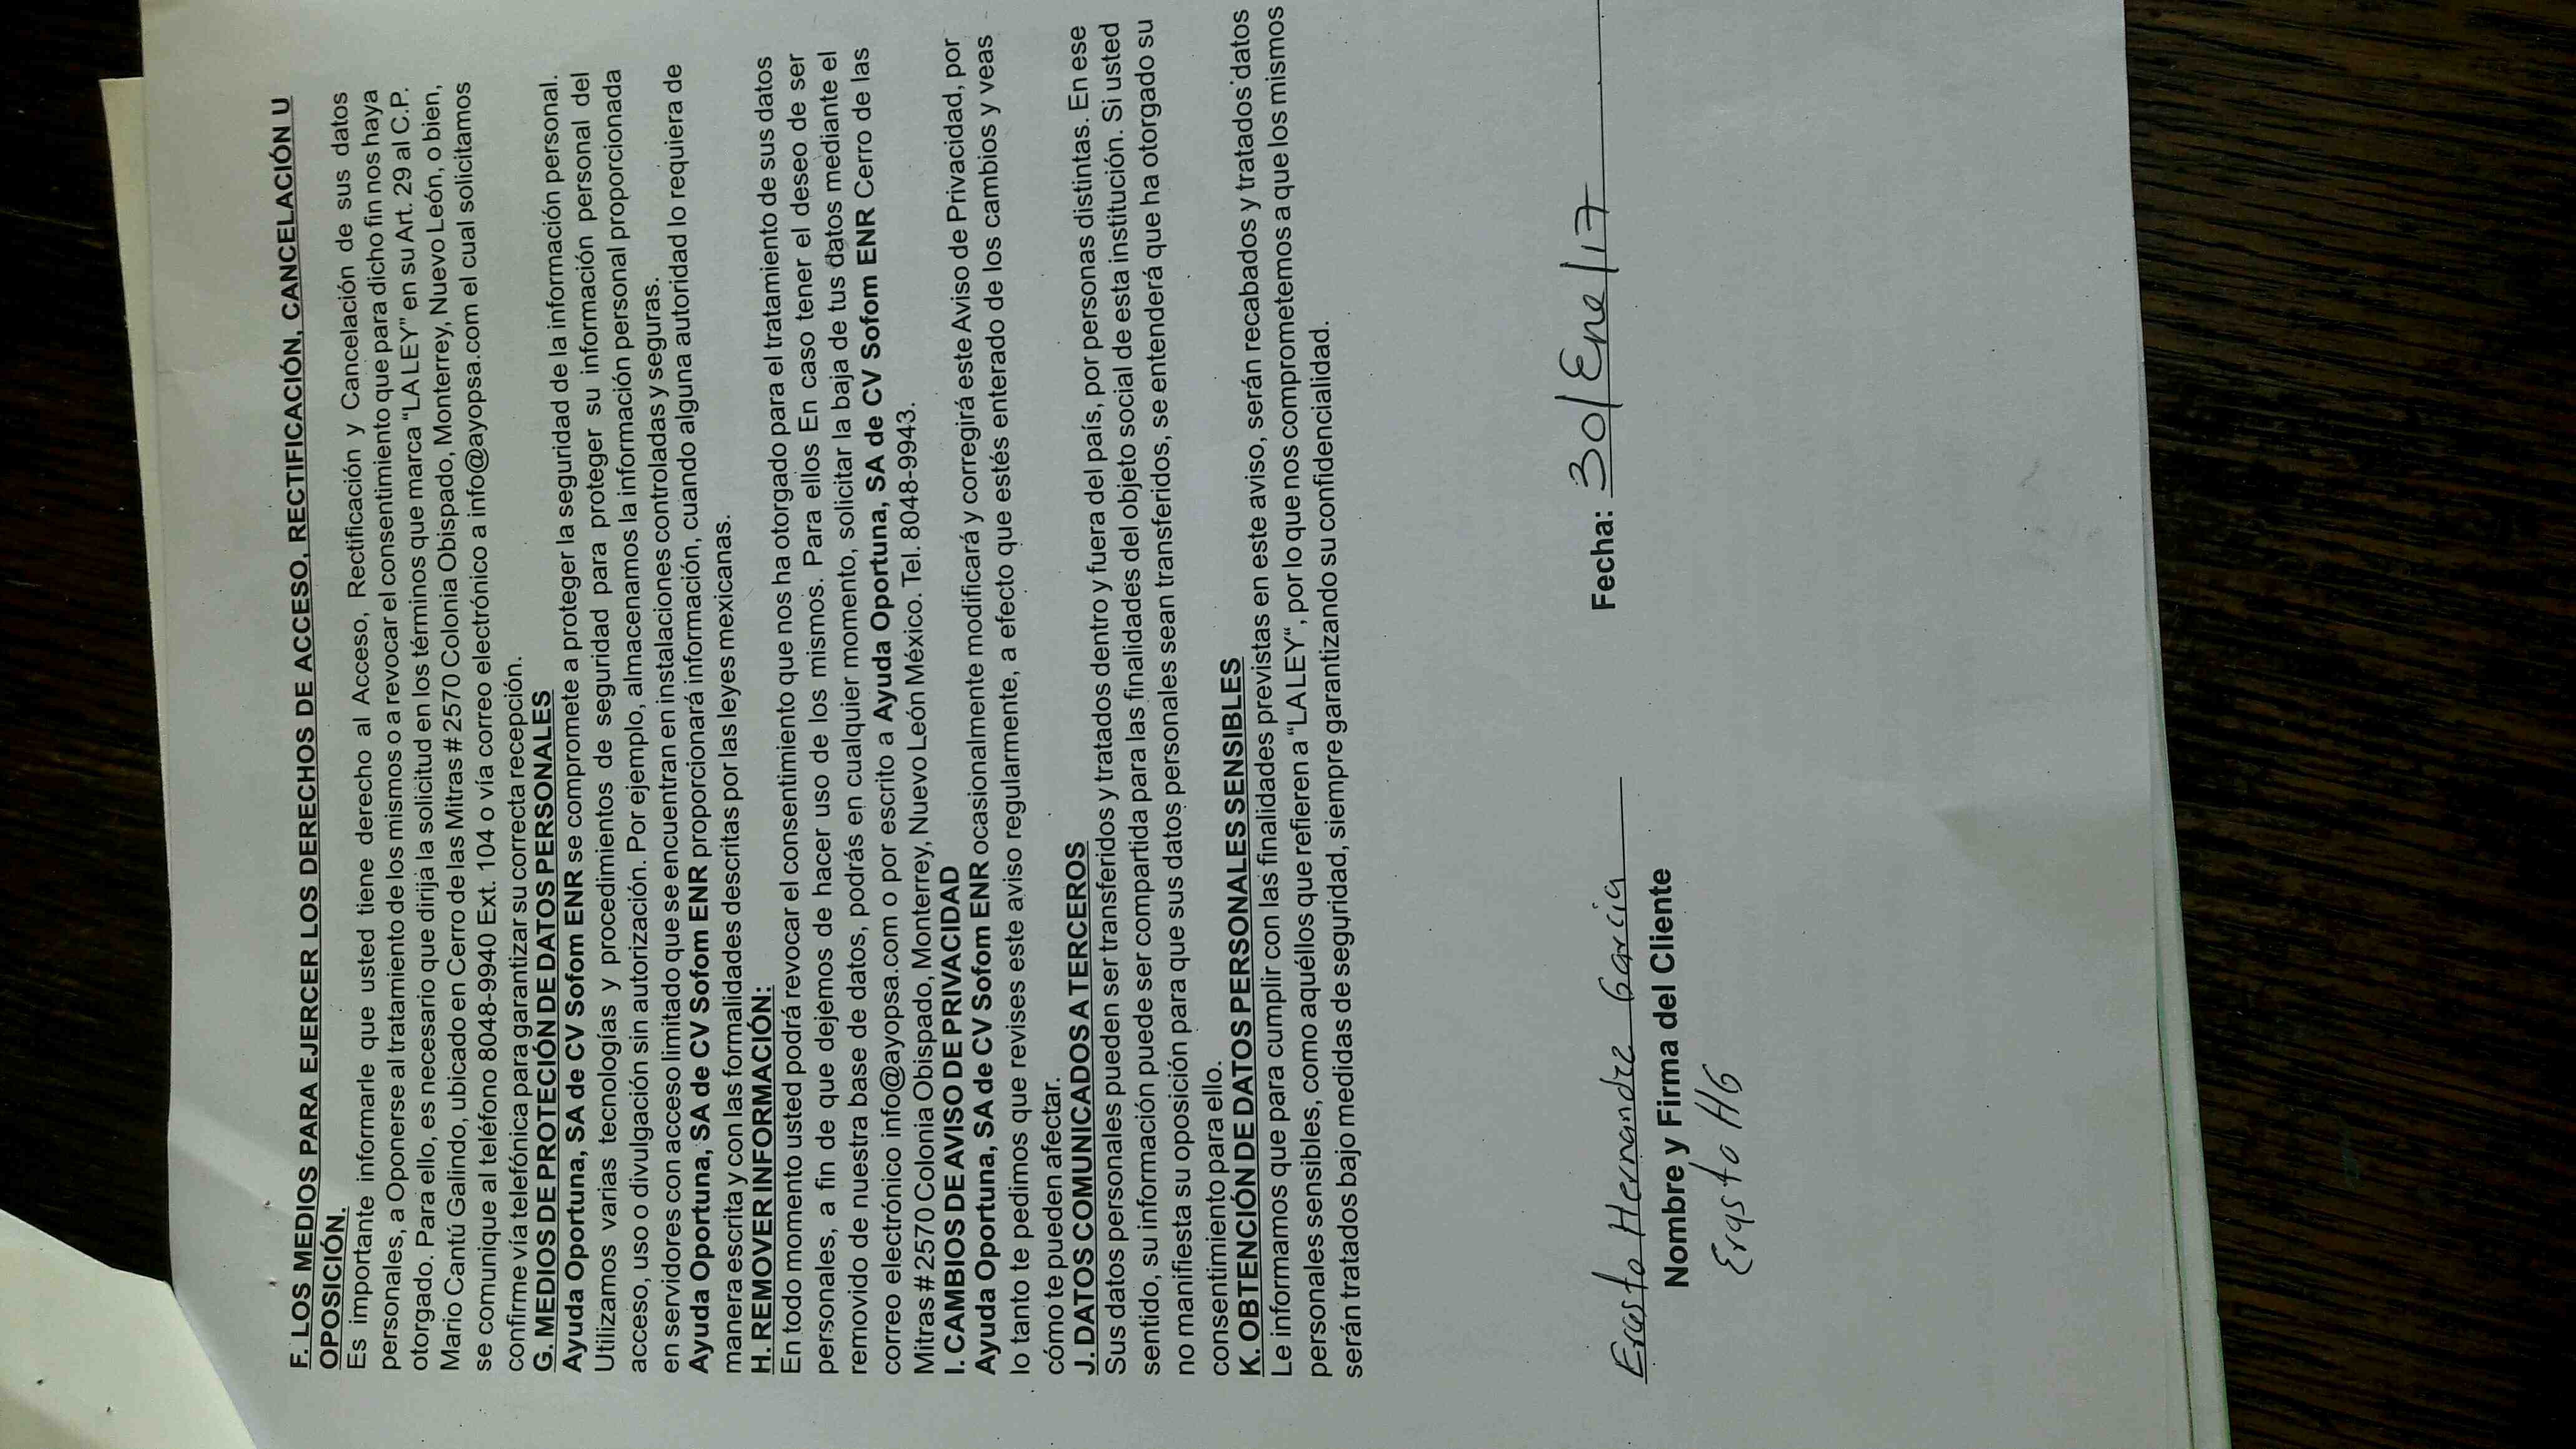 F. LOS MEDIOS PARA EJERCER LOS DERECHOS DE ACCESO, RECTIFICACIÓN, CANCELACIÓN U
OPOSICIÓN.
Es importante informarle que usted tiene derecho al Acceso, Rectificación y Cancelación de sus datos
personales, a Oponerse al tratamiento de los mismos o a revocar el consentimiento que para dicho fin nos haya
otorgado. Para ello, es necesario que dirija la solicitud en los términos que marca "LA LEY" en su Art. 29 al C.P.
Mario Cantú Galindo, ubicado en Cerro de las Mitras # 2570 Colonia Obispado, Monterrey, Nuevo León, o bien,
se comunique al teléfono 8048-9940 Ext. 104 o vía correo electrónico a info@ayopsa.com el cual solicitamos
confirme vía telefónica para garantizar su correcta recepción.
G. MEDIOS DE PROTECIÓN DE DATOS PERSONALES
Ayuda Oportuna, SA de CV Sofom ENR se compromete a proteger la seguridad de la información personal.
Utilizamos varias tecnologías y procedimientos de seguridad para proteger su información personal del
acceso, uso o divulgación sin autorización. Por ejemplo, almacenamos la información personal proporcionada
en servidores con acceso limitado que se encuentran en instalaciones controladas y seguras.
Ayuda Oportuna, SA de CV Sofom ENR proporcionará información, cuando alguna autoridad lo requiera de
manera escrita y con las formalidades descritas por las leyes mexicanas.
H. REMOVER INFORMACIÓN:
En todo momento usted podrá revocar el consentimiento que nos ha otorgado para el tratamiento de sus datos
personales, a fin de que dejemos de hacer uso de los mismos. Para ellos En caso tener el deseo de ser
removido de nuestra base de datos, podrás en cualquier momento, solicitar la baja de tus datos mediante el
correo electrónico info@ayopsa.com o por escrito a Ayuda Oportuna, SA de CV Sofom ENR Cerro de las
Mitras # 2570 Colonia Obispado, Monterrey, Nuevo León México. Tel. 8048-9943.
I. CAMBIOS DE AVISO DE PRIVACIDAD
Ayuda Oportuna, SA de CV Sofom ENR ocasionalmente modificará y corregirá este Aviso de Privacidad, por
lo tanto te pedimos que revises este aviso regularmente, a efecto que estés enterado de los cambios y veas
cómo te pueden afectar.
J. DATOS COMUNICADOS A TERCEROS
Sus datos personales pueden ser transferidos y tratados dentro y fuera del país, por personas distintas. En ese
sentido, su información puede ser compartida para las finalidades del objeto social de esta institución. Si usted
no manifiesta su oposición para que sus datos personales sean transferidos, se entenderá que ha otorgado su
consentimiento para ello.
K. OBTENCIÓN DE DATOS PERSONALES SENSIBLES
Le informamos que para cumplir con las finalidades previstas en este aviso, serán recabados y tratados datos
personales sensibles, como aquéllos que refieren a "LA LEY", por lo que nos comprometemos a que los mismos
serán tratados bajo medidas de seguridad, siempre garantizando su confidencialidad.
Erasto Hernandez Garcia Fecha: 30/Ene/17
Nombre y Firma del Cliente
Erasto HG